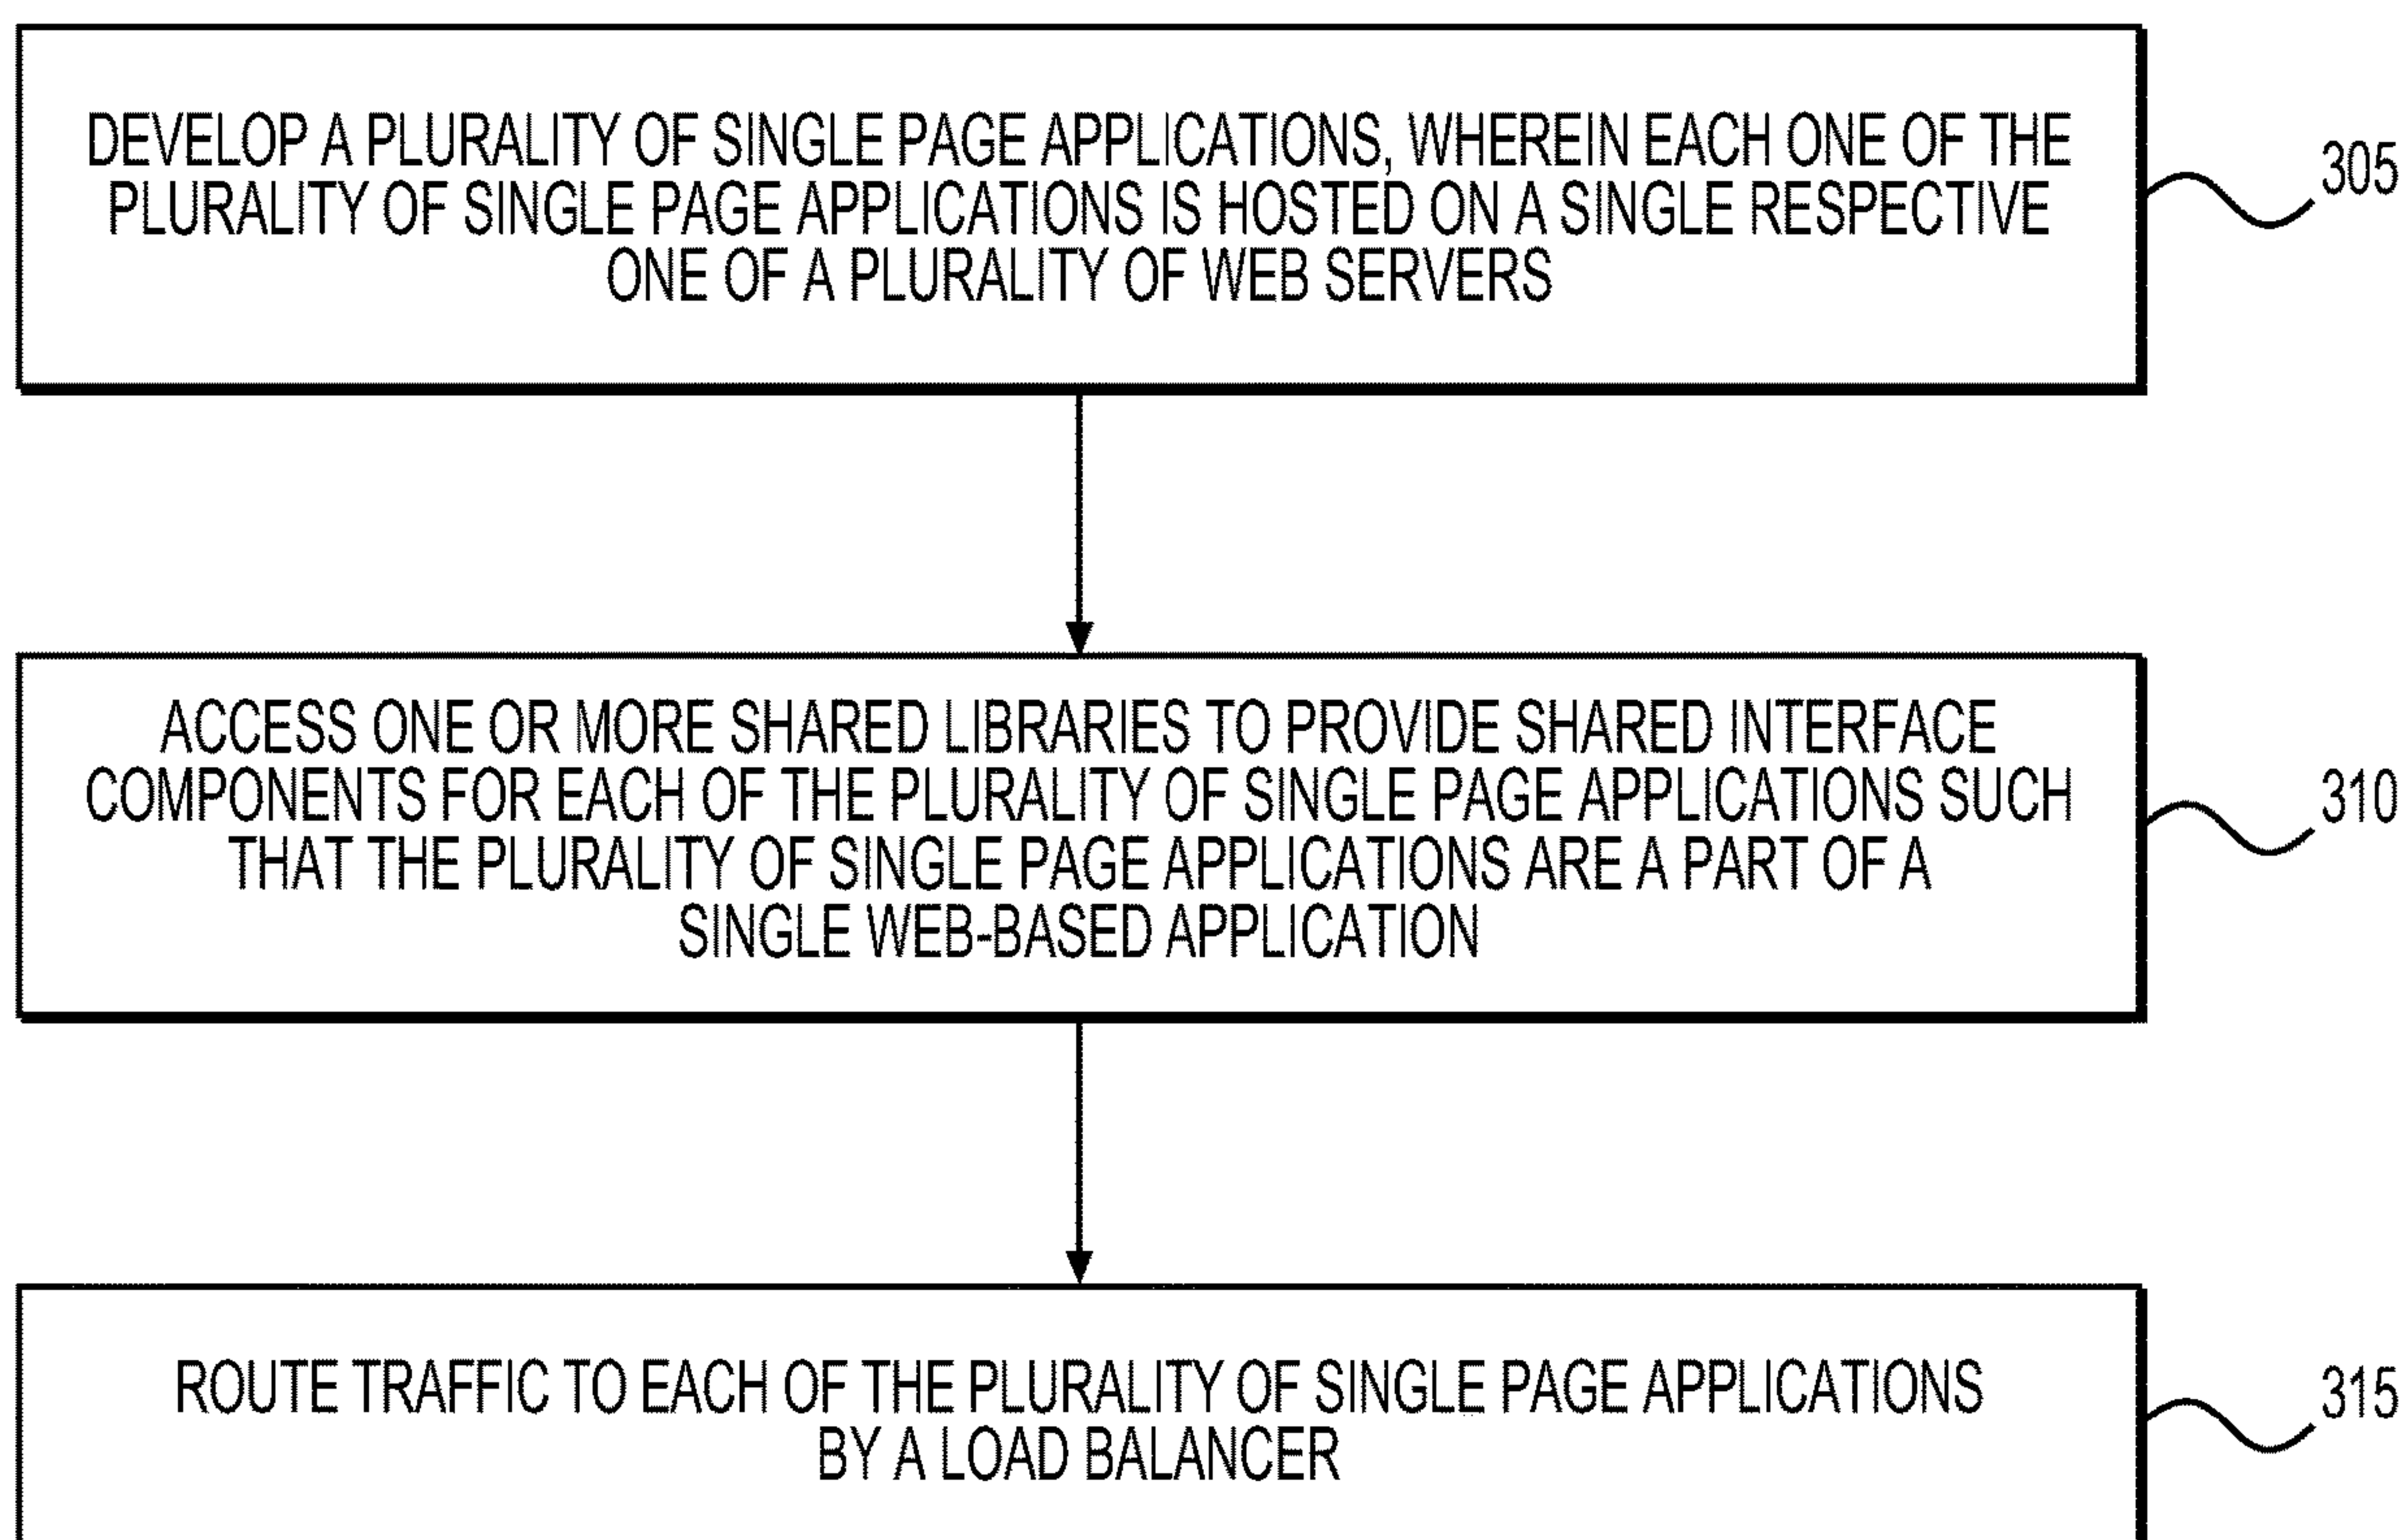 DEVELOP A PLURALITY OF SINGLE PAGE APPLICATIONS, WHEREIN EACH ONE OF THE
PLURALITY OF SINGLE PAGE APPLICATIONS IS HOSTED ON A SINGLE RESPECTIVE
ONE OF A PLURALITY OF WEB SERVERS
305
ACCESS ONE OR MORE SHARED LIBRARIES TO PROVIDE SHARED INTERFACE
COMPONENTS FOR EACH OF THE PLURALITY OF SINGLE PAGE APPLICATIONS SUCH
THAT THE PLURALITY OF SINGLE PAGE APPLICATIONS ARE A PART OF A
SINGLE WEB-BASED APPLICATION
310
ROUTE TRAFFIC TO EACH OF THE PLURALITY OF SINGLE PAGE APPLICATIONS
BY A LOAD BALANCER
315